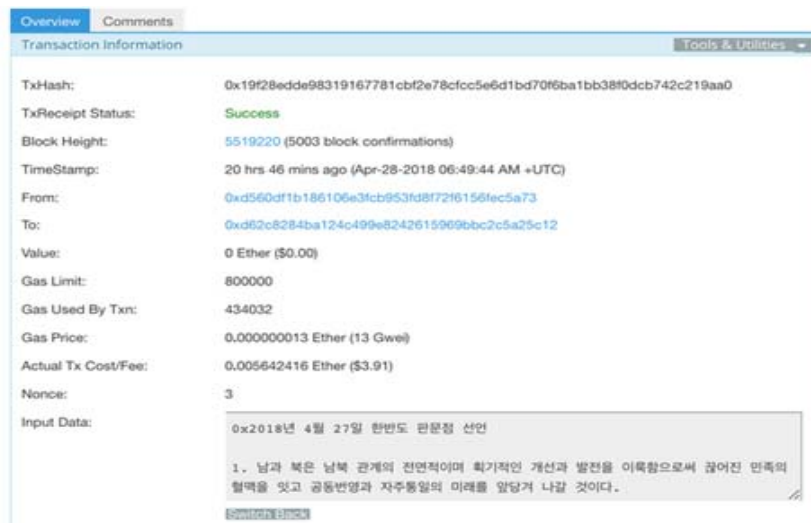 Overview Comments
Transaction Information Tools & Utilities
TxHash: 0x19f28edde98319167781cbf2e78cfcc5e6d1bd70f6ba1bb38f0dcb742c219aa0
TxReceipt Status: Success
Block Height: 5519220 (5003 block confirmations)
TimeStamp: 20 hrs 46 mins ago (Apr-28-2018 06:49:44 AM +UTC)
From: 0xd560df1b186106e3fcb953fd8f72f6156fec5a73
To: 0xd62c8284ba124c499e8242615969bbc2c5a25c12
Value: 0 Ether ($0.00)
Gas Limit: 800000
Gas Used By Txn: 434032
Gas Price: 0.000000013 Ether (13 Gwei)
Actual Tx Cost/Fee: 0.005642416 Ether ($3.91)
Nonce: 3
Input Data: 0x2018년 4월 27일 한반도 판문점 선언
1. 남과 북은 남북 관계의 전면적이며 획기적인 개선과 발전을 이룩함으로써 끊어진 민족의
혈맥을 잇고 공동번영과 자주통일의 미래를 앞당겨 나갈 것이다.
Switch Back